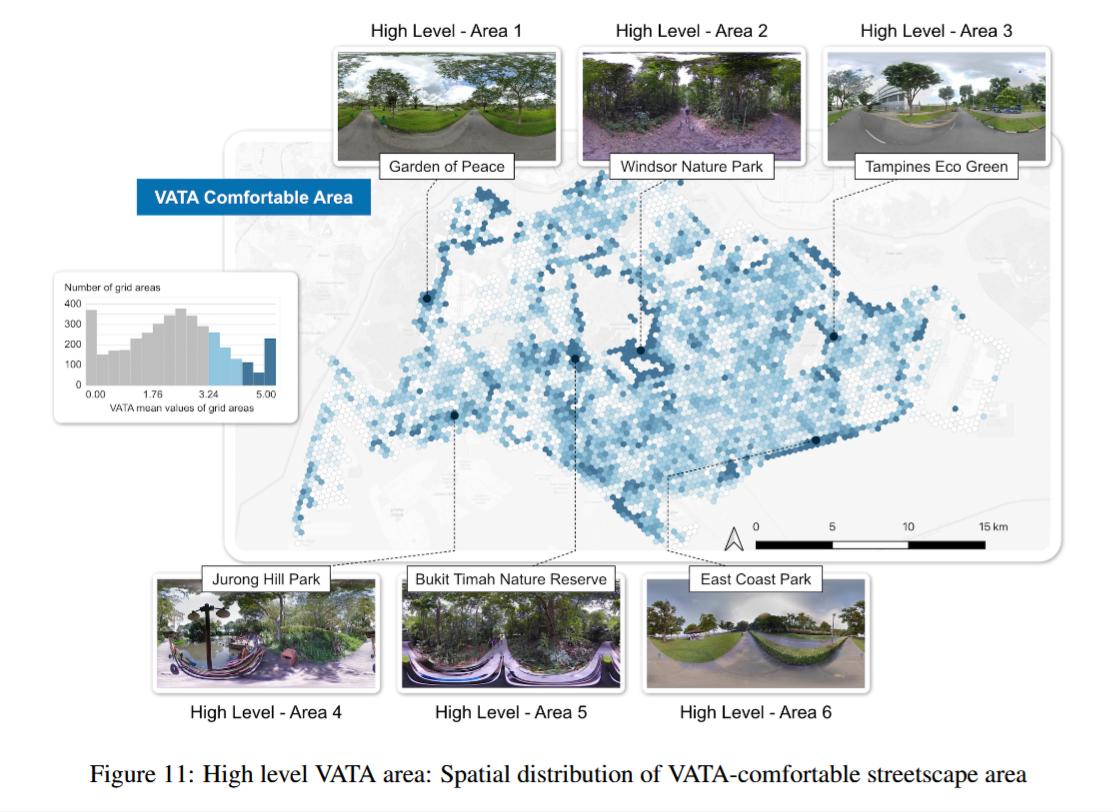 High Level - Area 1
High Level - Area 2
High Level - Area 3
Garden of Peace
Windsor Nature Park
Tampines Eco Green
VATA Comfortable Area
Number of grid areas
400
300
200
100
0
0.00 1.76 3.24 5.00
VATA mean values of grid areas
0 5 10 15 km
Jurong Hill Park
Bukit Timah Nature Reserve
East Coast Park
High Level - Area 4
High Level - Area 5
High Level - Area 6
Figure 11: High level VATA area: Spatial distribution of VATA-comfortable streetscape area